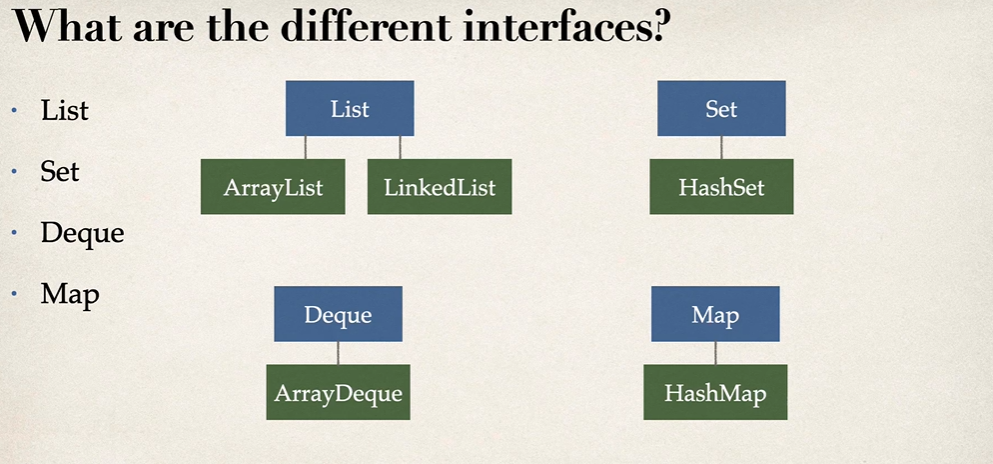 What are the different interfaces?
List
Set
Deque
Map
List
ArrayList
LinkedList
Set
HashSet
Deque
ArrayDeque
Map
HashMap